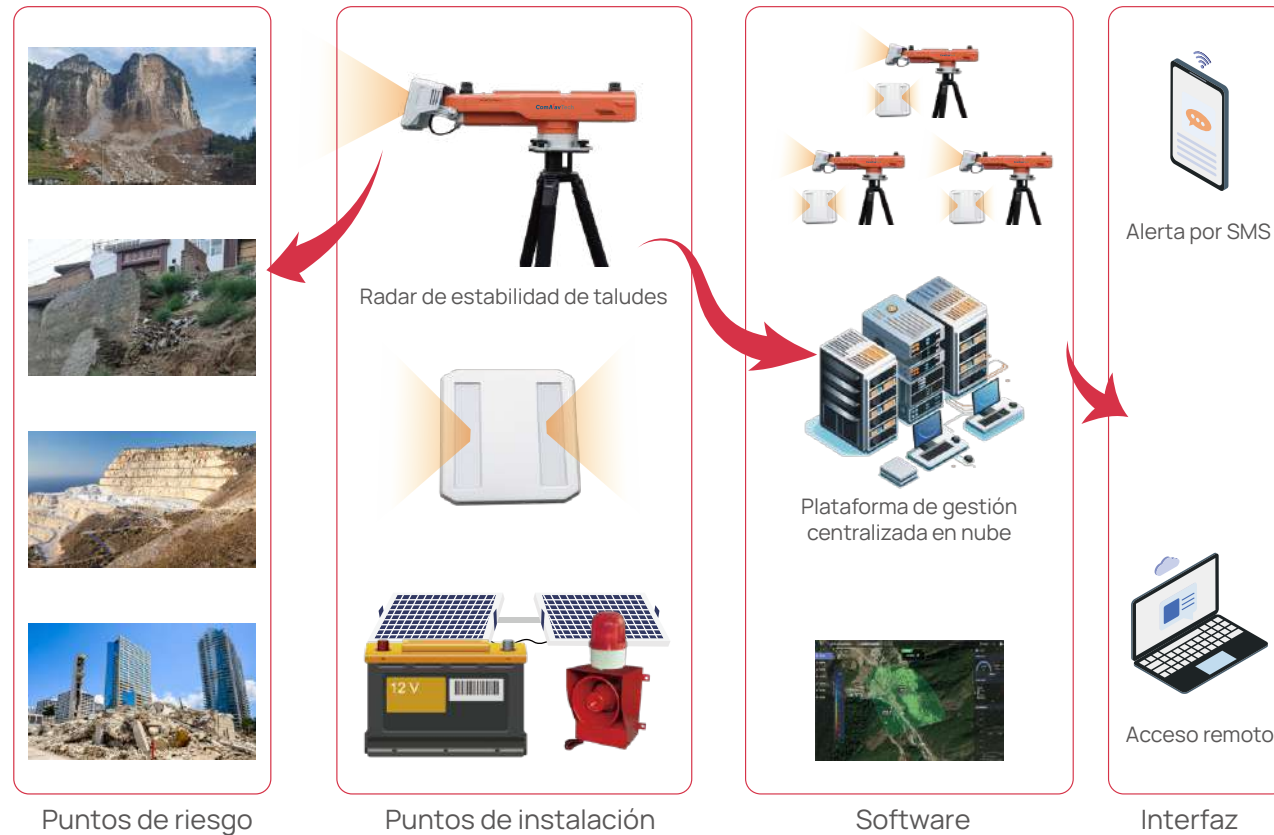 Radar de estabilidad de taludes
12 V
Puntos de riesgo
Puntos de instalación
Plataforma de gestión
centralizada en nube
Software
Alerta por SMS
Acceso remoto
Interfaz